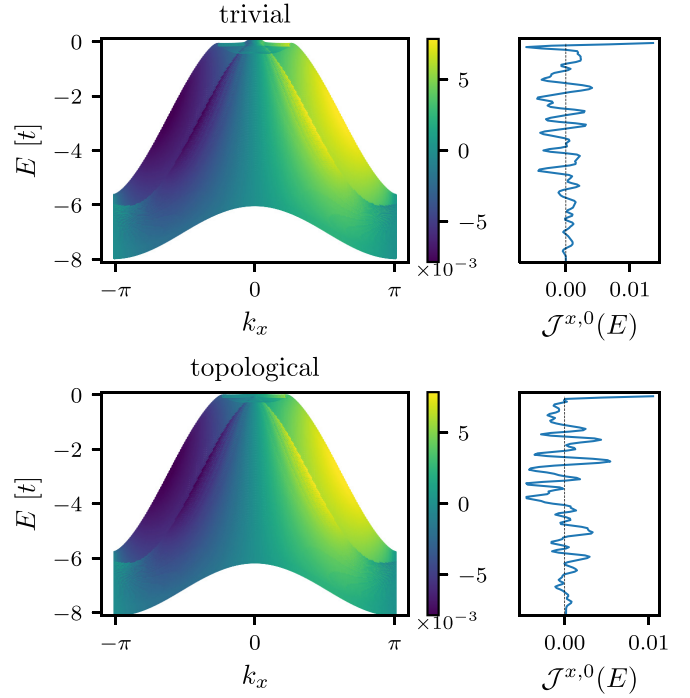 trivial
E [t]
0
−2
−4
−6
−8
−π
0
π
k_x
5
0
−5
×10⁻³
0.00
0.01
𝒥^{x,0}(E)
topological
E [t]
0
−2
−4
−6
−8
−π
0
π
k_x
5
0
−5
×10⁻³
0.00
0.01
𝒥^{x,0}(E)